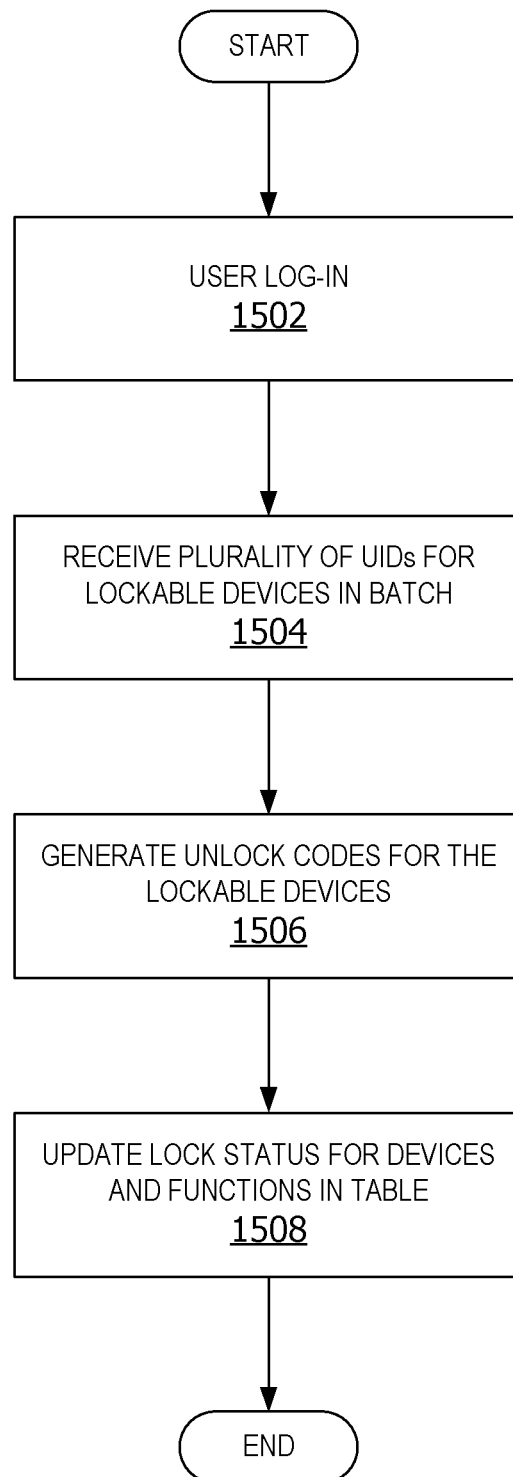 START
USER LOG-IN
1502
RECEIVE PLURALITY OF UIDs FOR
LOCKABLE DEVICES IN BATCH
1504
GENERATE UNLOCK CODES FOR THE
LOCKABLE DEVICES
1506
UPDATE LOCK STATUS FOR DEVICES
AND FUNCTIONS IN TABLE
1508
END